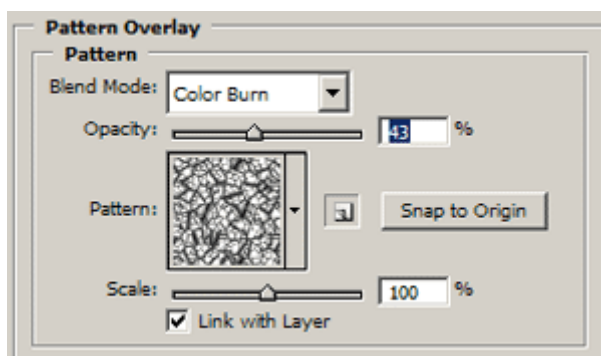 Pattern Overlay
Pattern
Blend Mode: Color Burn
Opacity: 43 %
Pattern: Snap to Origin
Scale: 100 %
Link with Layer